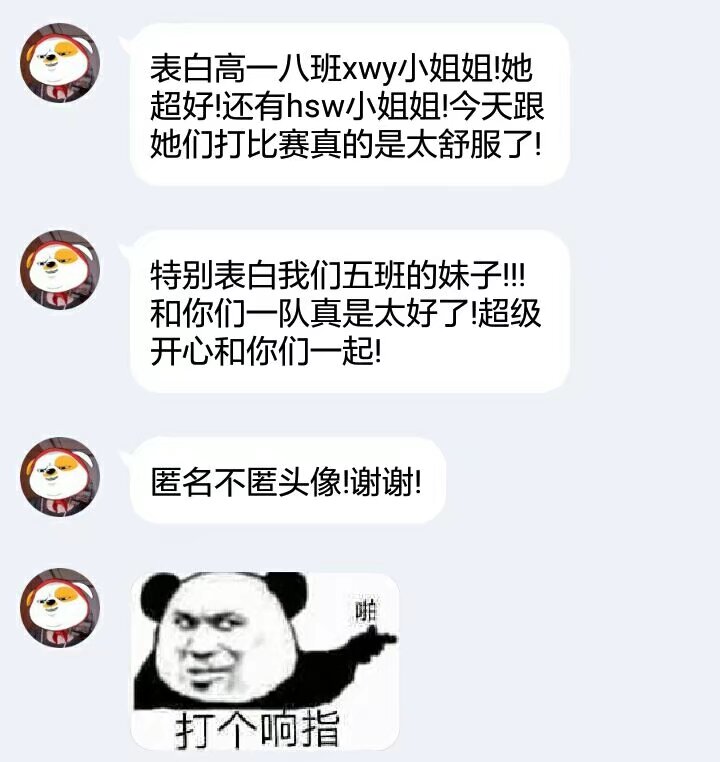 表白高一八班xwy小姐姐!她
超好!还有hsw小姐姐!今天跟
她们打比赛真的是太舒服了!
特别表白我们五班的妹子!!!
和你们一队真是太好了!超级
开心和你们一起!
匿名不匿头像!谢谢!
啪
打个响指